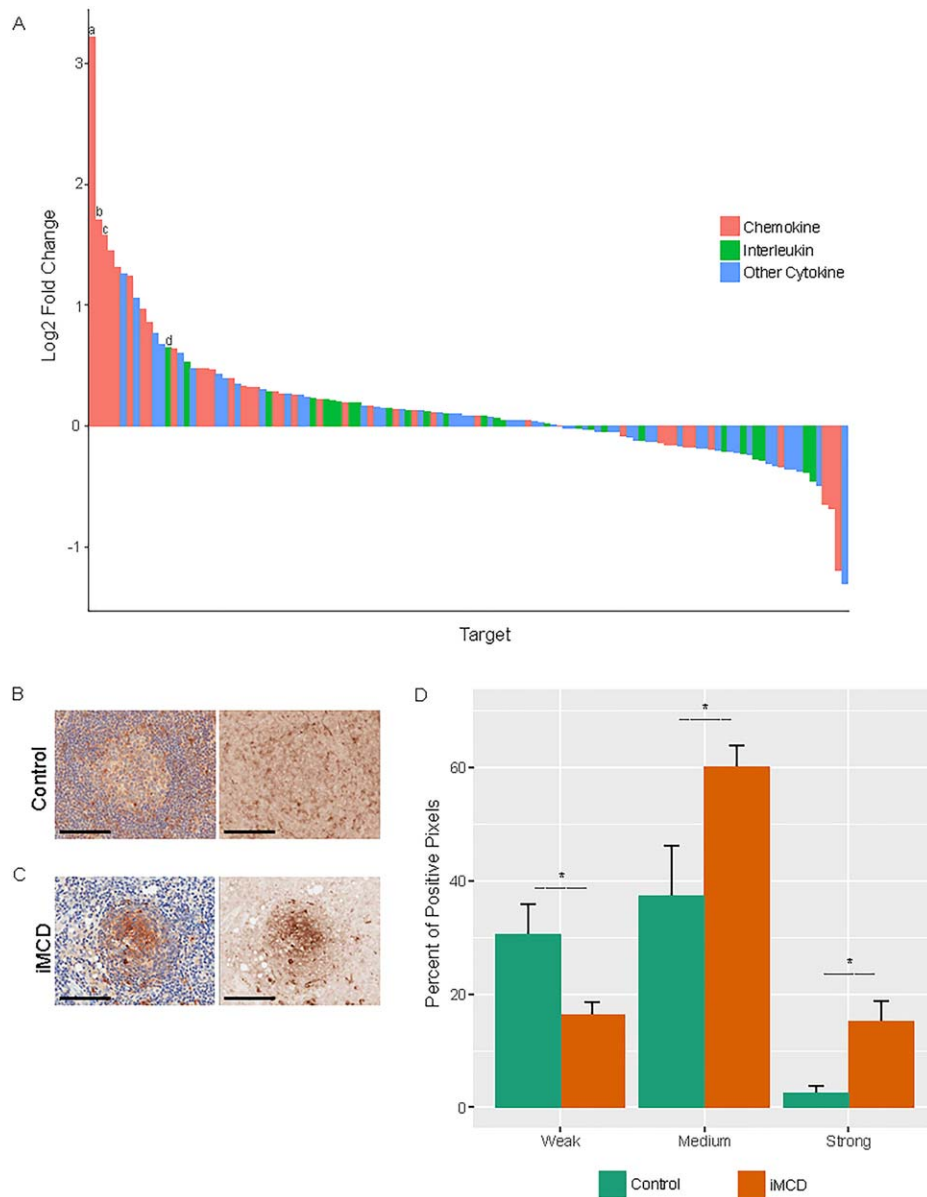 A
a
3
b
c
2
Chemokine
Interleukin
Other Cytokine
Log2 Fold Change
1
d
0
-1
Target
B
Control
C
iMCD
D
*
*
*
60
40
20
0
Percent of Positive Pixels
Weak Medium Strong
Control iMCD